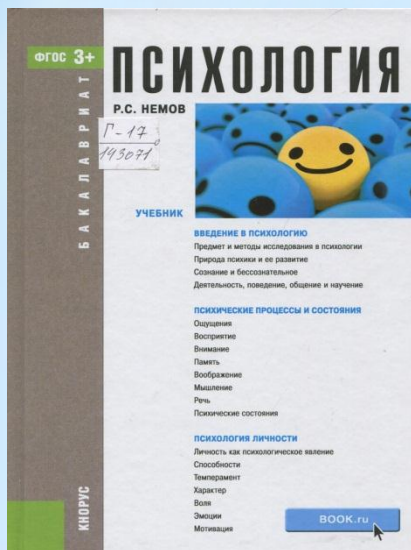 ФГОС 3+
БАКАЛАВРИАТ
ПСИХОЛОГИЯ
Р.С. НЕМОВ
Г-17
193071
УЧЕБНИК
ВВЕДЕНИЕ В ПСИХОЛОГИЮ
Предмет и методы исследования в психологии
Природа психики и ее развитие
Сознание и бессознательное
Деятельность, поведение, общение и научение
ПСИХИЧЕСКИЕ ПРОЦЕССЫ И СОСТОЯНИЯ
Ощущения
Восприятие
Внимание
Память
Воображение
Мышление
Речь
Психические состояния
ПСИХОЛОГИЯ ЛИЧНОСТИ
Личность как психологическое явление
Способности
Темперамент
Характер
Воля
Эмоции
Мотивация
КНОРУС
BOOK.ru